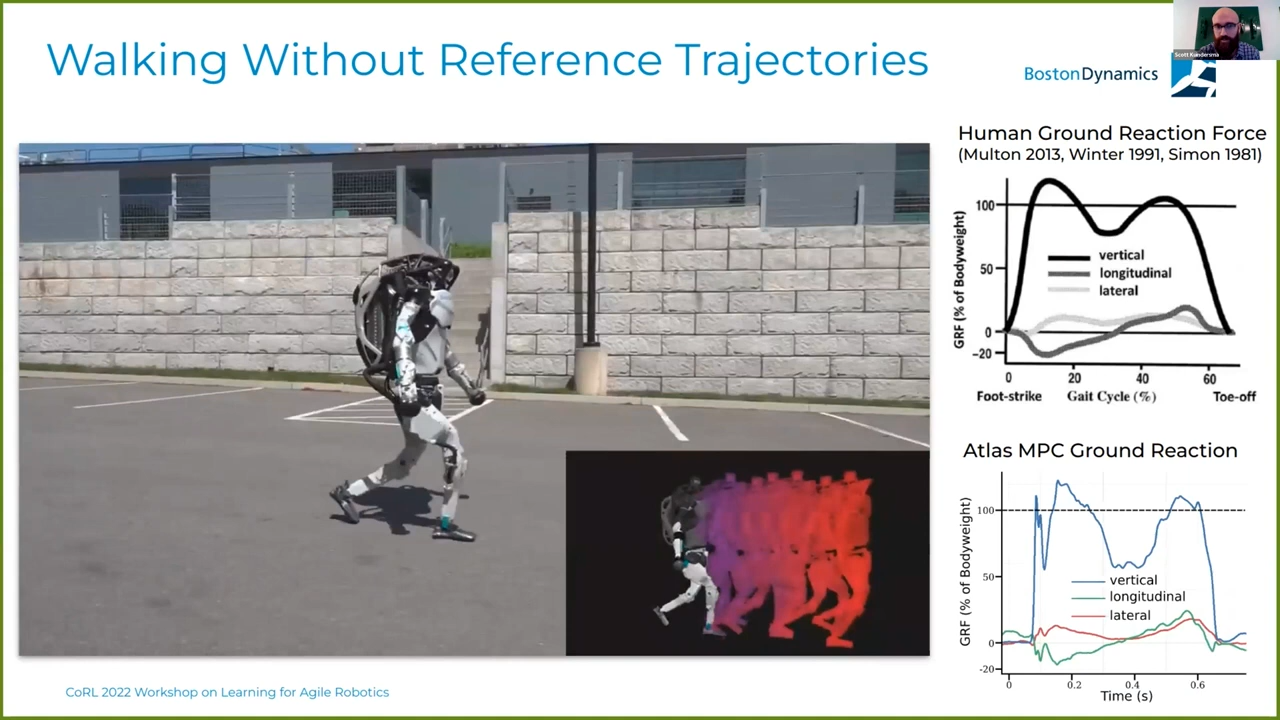 Walking Without Reference Trajectories
Scott Kuindersma
BostonDynamics
Human Ground Reaction Force
(Multon 2013, Winter 1991, Simon 1981)
GRF (% of Bodyweight)
100
50
0
-20
vertical
longitudinal
lateral
0 20 40 60
Foot-strike Gait Cycle (%) Toe-off
Atlas MPC Ground Reaction
GRF (% of Bodyweight)
100
50
0
-20
vertical
longitudinal
lateral
0 0.2 0.4 0.6
Time (s)
CoRL 2022 Workshop on Learning for Agile Robotics